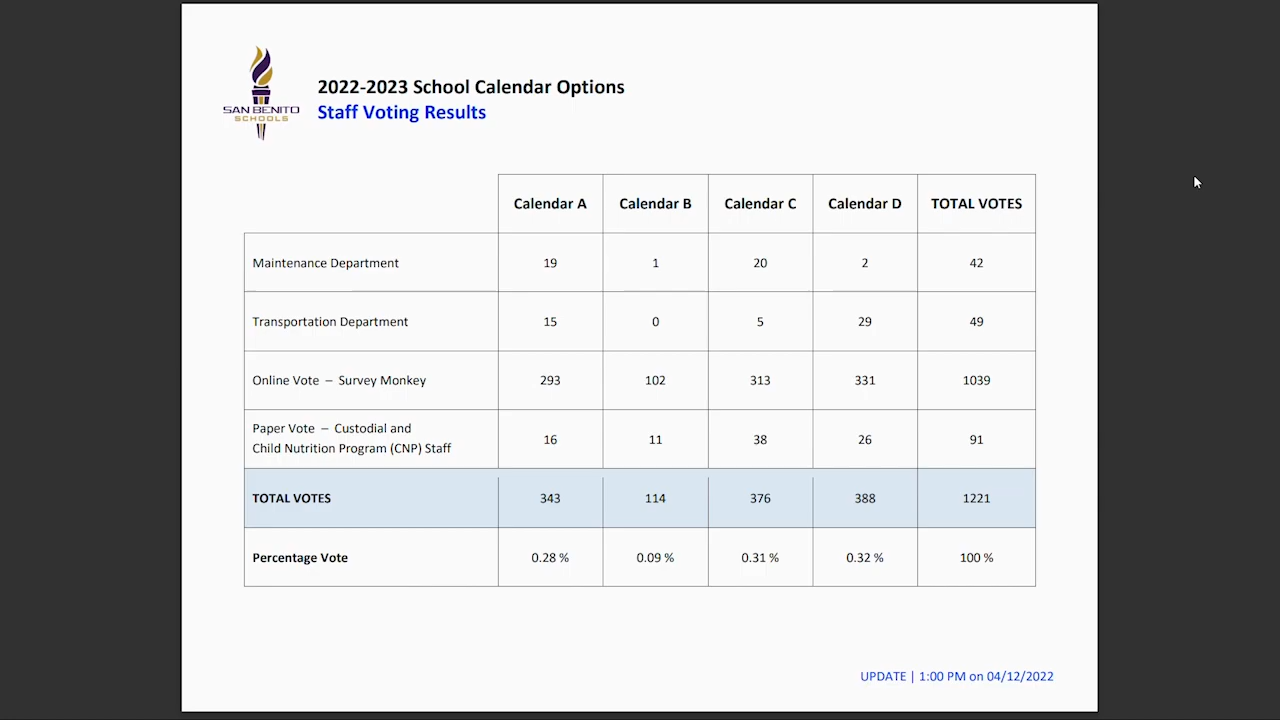 SAN BENITO
SCHOOLS
2022-2023 School Calendar Options
Staff Voting Results
Calendar A Calendar B Calendar C Calendar D TOTAL VOTES
Maintenance Department 19 1 20 2 42
Transportation Department 15 0 5 29 49
Online Vote – Survey Monkey 293 102 313 331 1039
Paper Vote – Custodial and
Child Nutrition Program (CNP) Staff 16 11 38 26 91
TOTAL VOTES 343 114 376 388 1221
Percentage Vote 0.28 % 0.09 % 0.31 % 0.32 % 100 %
UPDATE | 1:00 PM on 04/12/2022